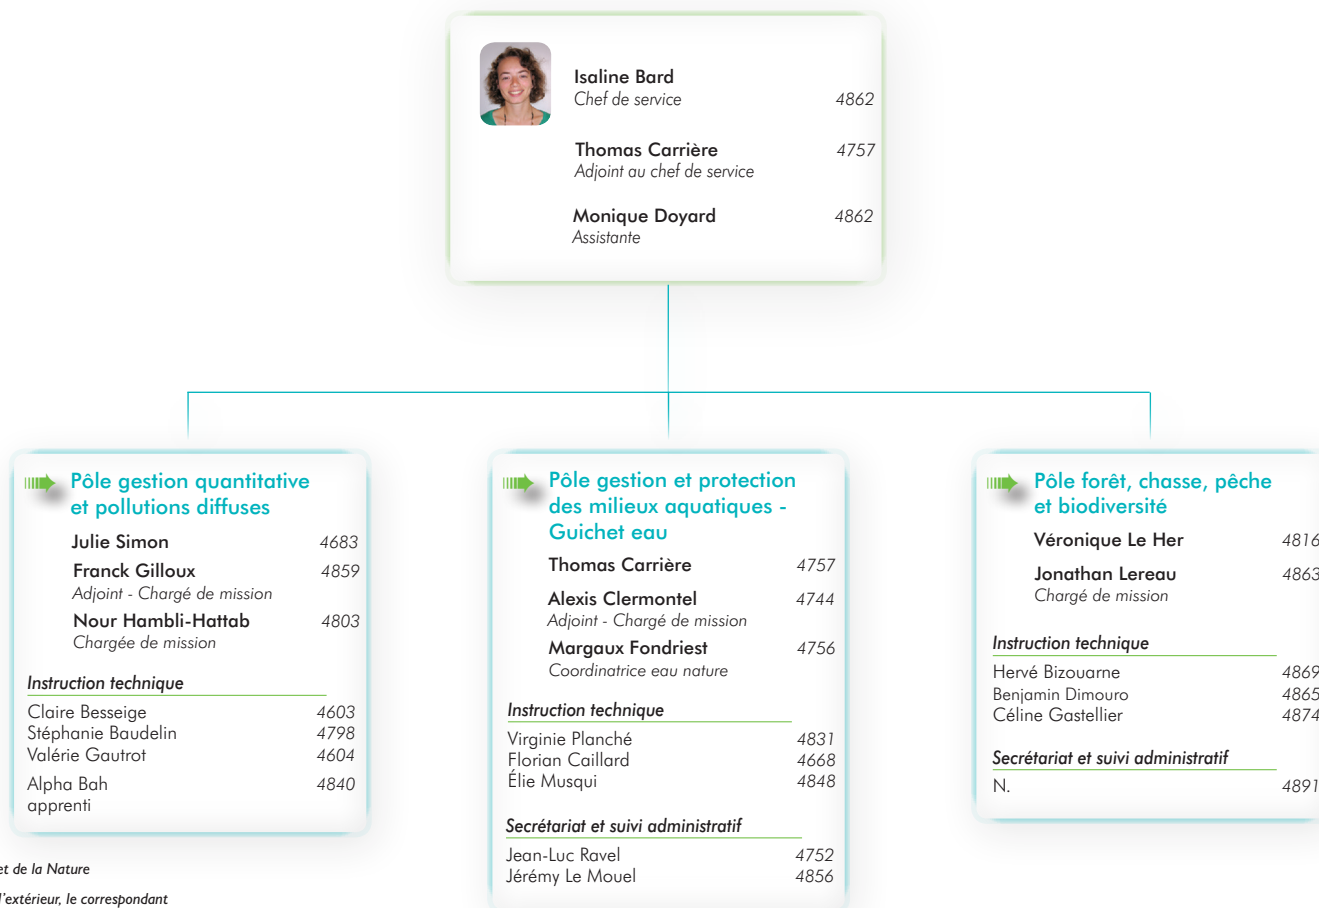 Isaline Bard
Chef de service 4862
Thomas Carrière 4757
Adjoint au chef de service
Monique Doyard 4862
Assistante
Pôle gestion quantitative
et pollutions diffuses
Julie Simon 4683
Franck Gilloux 4859
Adjoint - Chargé de mission
Nour Hambli-Hattab 4803
Chargée de mission
Instruction technique
Claire Besseige 4603
Stéphanie Baudelin 4798
Valérie Gautrot 4604
Alpha Bah 4840
apprenti
Pôle gestion et protection
des milieux aquatiques -
Guichet eau
Thomas Carrière 4757
Alexis Clermontel 4744
Adjoint - Chargé de mission
Margaux Fondriest 4756
Coordinatrice eau nature
Instruction technique
Virginie Planché 4831
Florian Caillard 4668
Élie Musqui 4848
Secrétariat et suivi administratif
Jean-Luc Ravel 4752
Jérémy Le Mouel 4856
Pôle forêt, chasse, pêche
et biodiversité
Véronique Le Her 4816
Jonathan Lereau 4863
Chargé de mission
Instruction technique
Hervé Bizouarne 4869
Benjamin Dimouro 4865
Céline Gastellier 4874
Secrétariat et suivi administratif
N. 4891
et de la Nature
l'extérieur, le correspondant